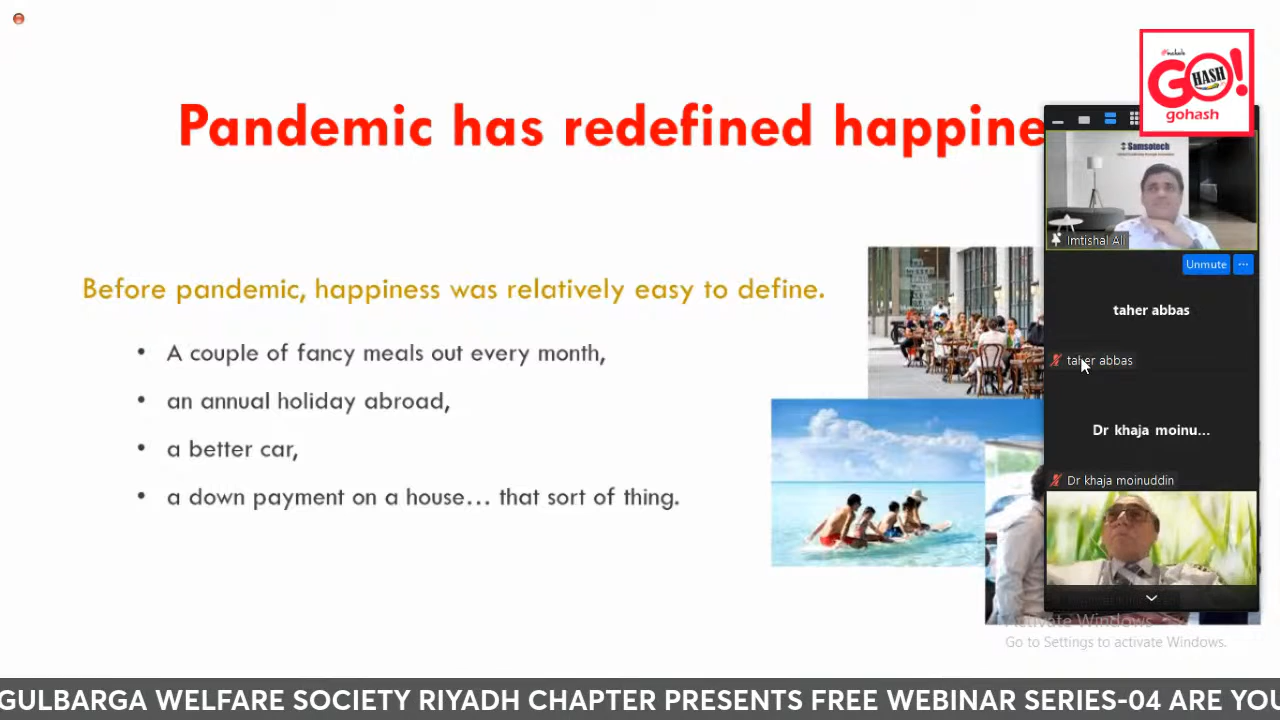 Pandemic has redefined happine
Before pandemic, happiness was relatively easy to define.
• A couple of fancy meals out every month,
• an annual holiday abroad,
• a better car,
• a down payment on a house… that sort of thing.
GO!
HASH
gohash
Samsotech
Imtishal Ali
Unmute
...
taher abbas
taher abbas
Dr khaja moinu...
Dr khaja moinuddin
Activate Windows
Go to Settings to activate Windows.
GULBARGA WELFARE SOCIETY RIYADH CHAPTER PRESENTS FREE WEBINAR SERIES-04 ARE YOU